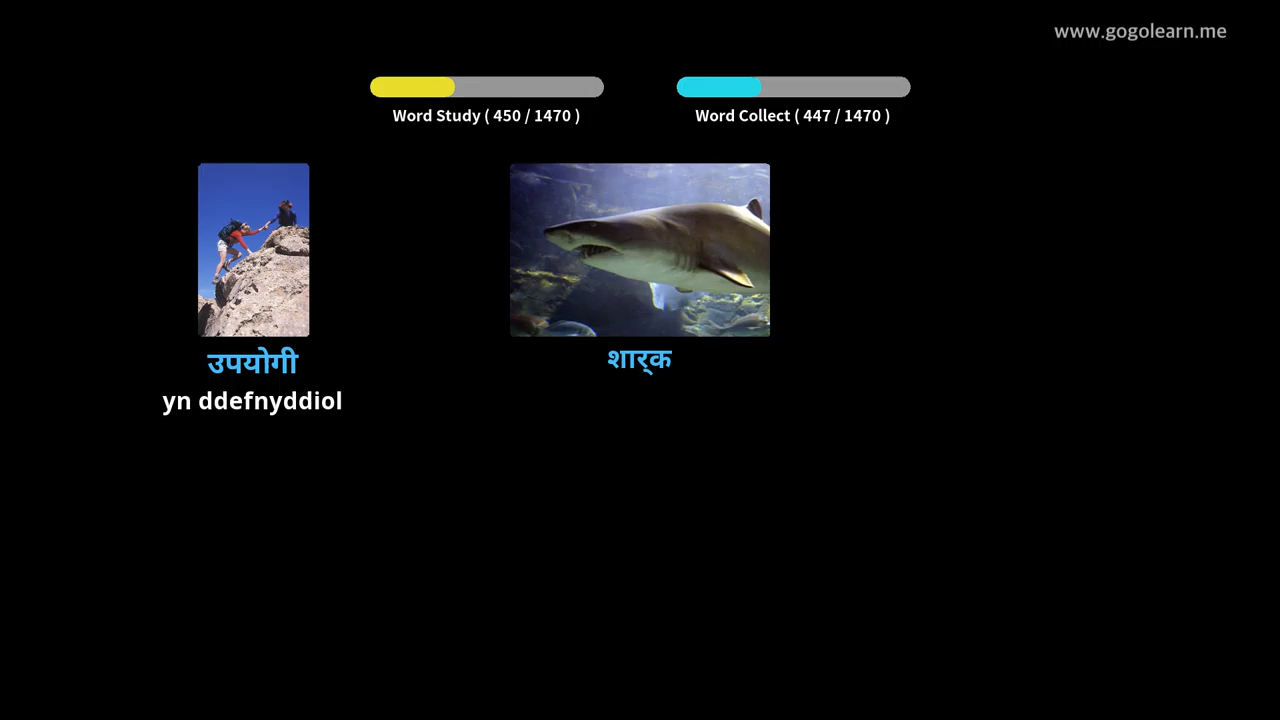 www.gogolearn.me
Word Study ( 450 / 1470 )
Word Collect ( 447 / 1470 )
उपयोगी
शार्क
yn ddefnyddiol